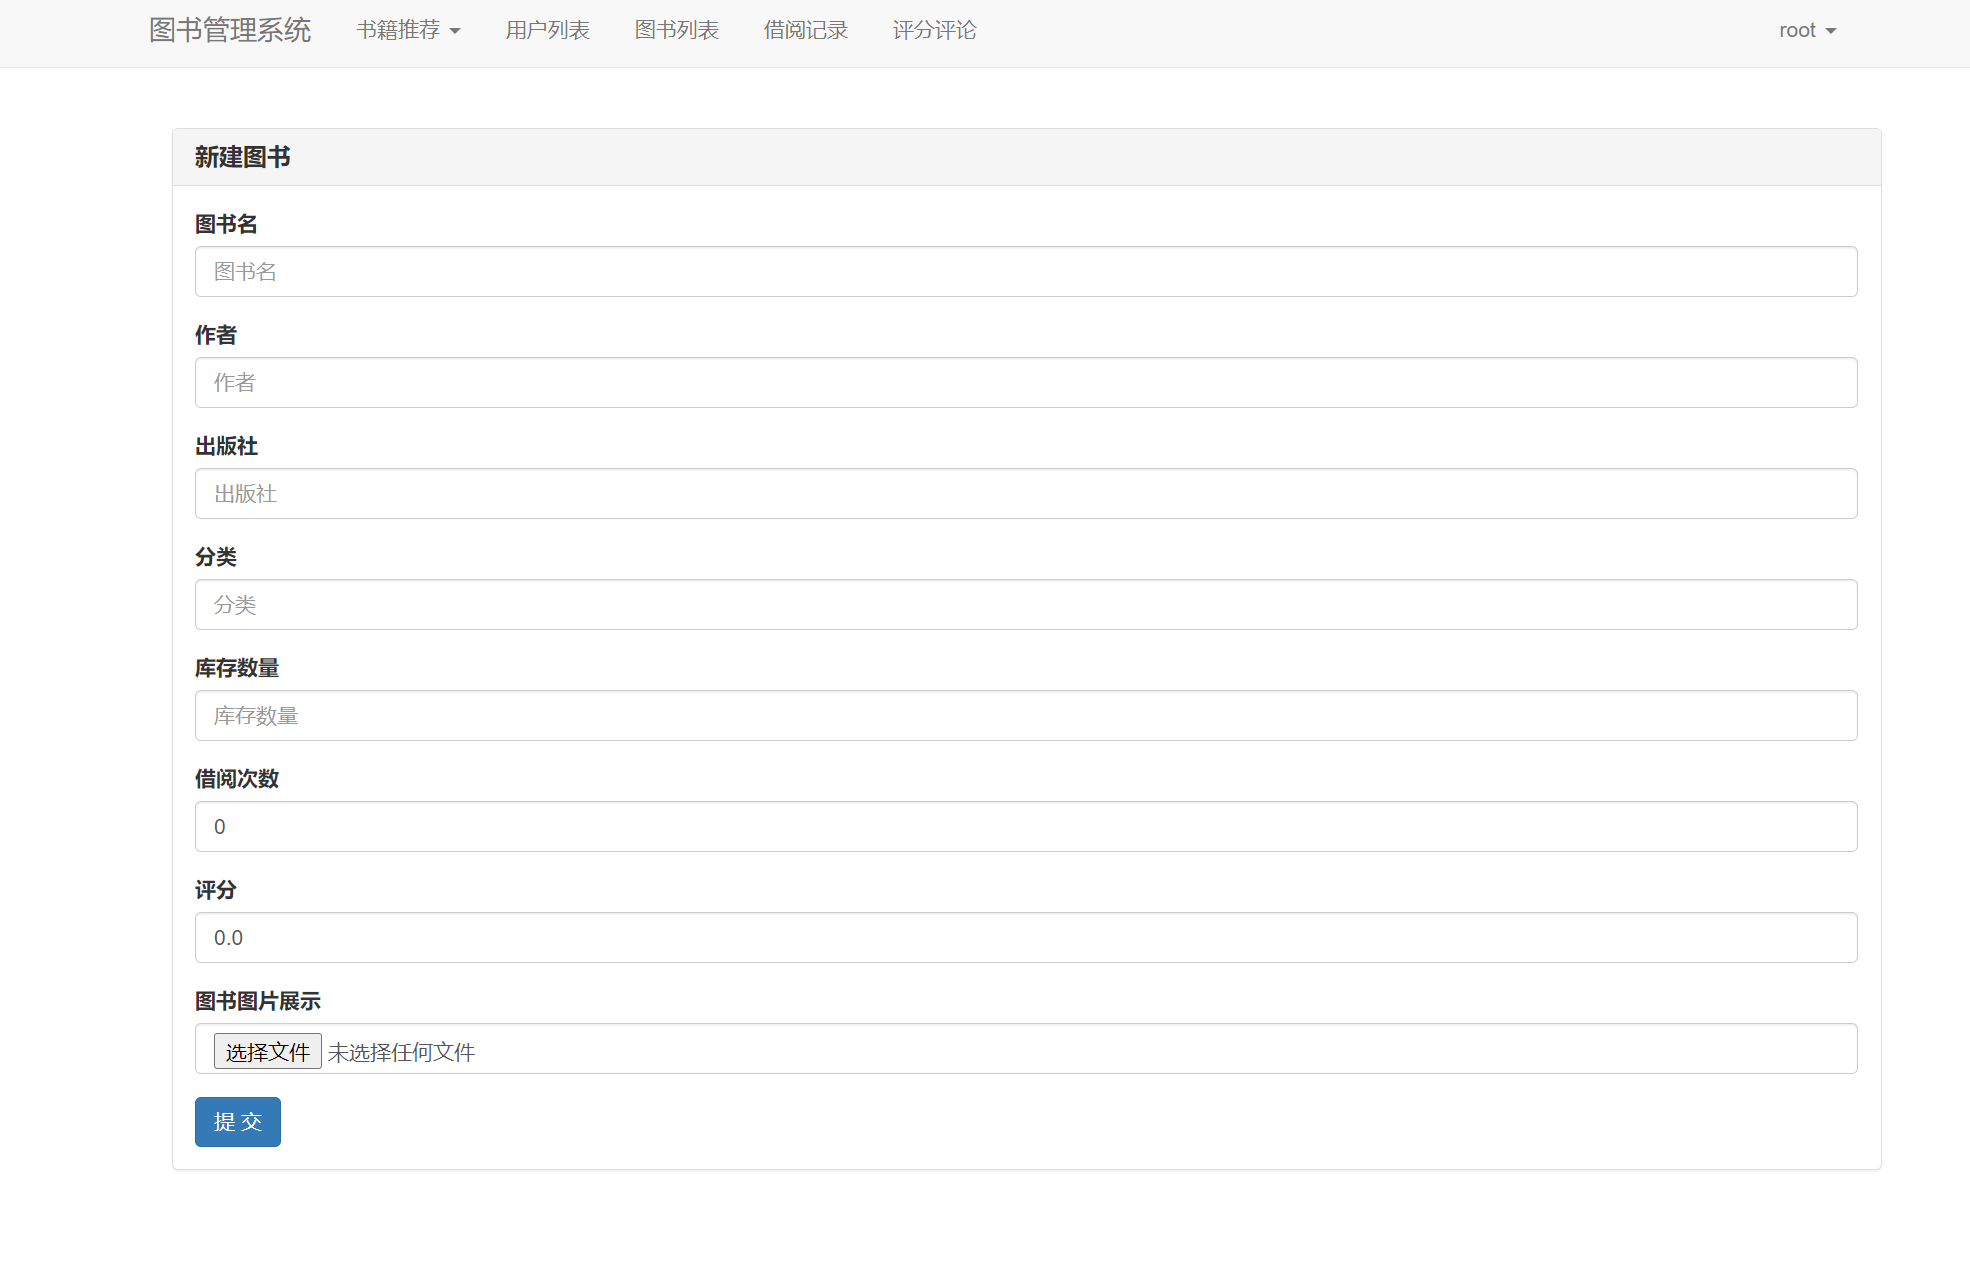 图书管理系统 书籍推荐 用户列表 图书列表 借阅记录 评分评论 root
新建图书
图书名
图书名
作者
作者
出版社
出版社
分类
分类
库存数量
库存数量
借阅次数
0
评分
0.0
图书图片展示
选择文件 未选择任何文件
提 交